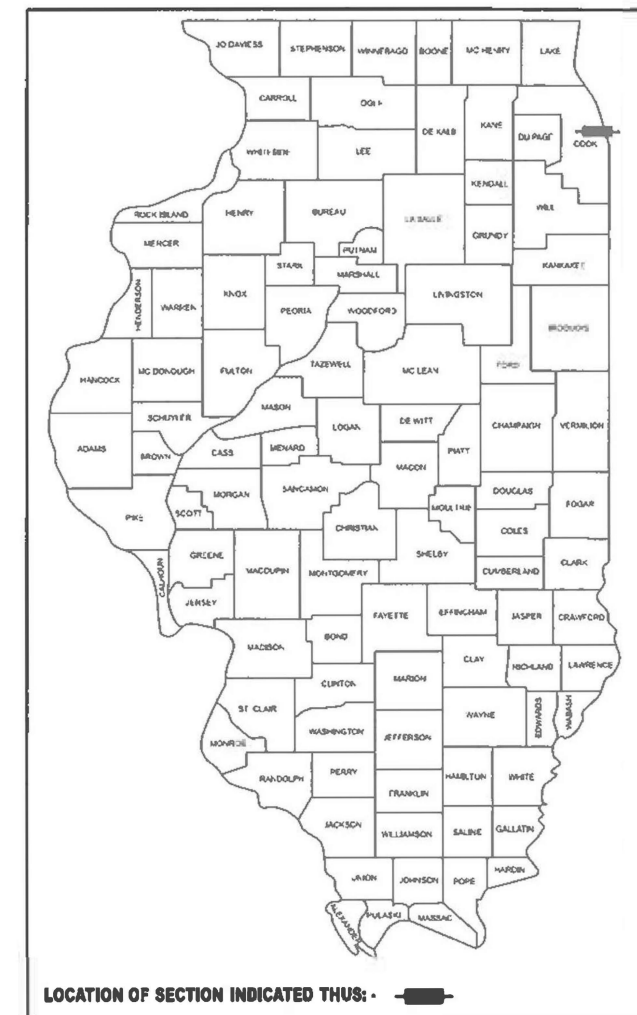 JO DAVIESS STEPHENSON WINNEBAGO BOONE MC HENRY LAKE
CARROLL OGLE DE KALB KANE DU PAGE COOK
WHITESIDE LEE
KENDALL
ROCK ISLAND HENRY BUREAU LA SALLE GRUNDY WILL
MERCER PUTNAM
STARK MARSHALL KANKAKEE
HENDERSON WARREN KNOX PEORIA WOODFORD LIVINGSTON
IROQUOIS
HANCOCK MC DONOUGH FULTON TAZEWELL MC LEAN FORD
MASON
SCHUYLER LOGAN DE WITT CHAMPAIGN VERMILION
ADAMS BROWN CASS MENARD MACON PIATT
SANGAMON DOUGLAS
PIKE SCOTT MORGAN MOULTRIE EDGAR
CHRISTIAN COLES
GREENE SHELBY
CALHOUN MACOUPIN MONTGOMERY CUMBERLAND CLARK
JERSEY
FAYETTE EFFINGHAM JASPER CRAWFORD
MADISON BOND
CLAY RICHLAND LAWRENCE
CLINTON MARION
ST. CLAIR WAYNE EDWARDS WABASH
MONROE WASHINGTON JEFFERSON
RANDOLPH PERRY HAMILTON WHITE
FRANKLIN
JACKSON WILLIAMSON SALINE GALLATIN
UNION JOHNSON POPE HARDIN
ALEXANDER PULASKI MASSAC
LOCATION OF SECTION INDICATED THUS: -